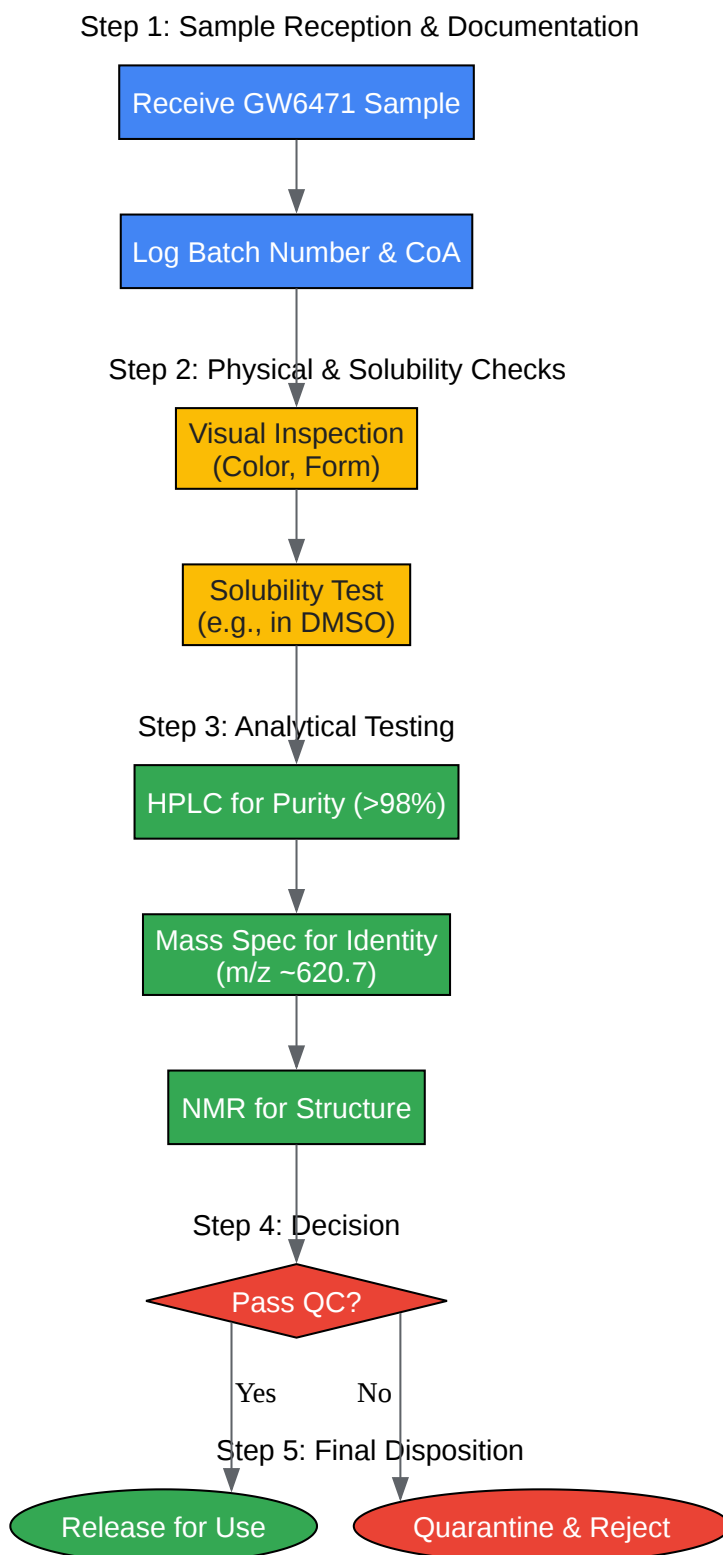 Step 1: Sample Reception & Documentation
Receive GW6471 Sample
Log Batch Number & CoA
Step 2: Physical & Solubility Checks
Visual Inspection
(Color, Form)
Solubility Test
(e.g., in DMSO)
Step 3: Analytical Testing
HPLC for Purity (>98%)
Mass Spec for Identity
(m/z ~620.7)
NMR for Structure
Step 4: Decision
Pass QC?
Yes
No
Step 5: Final Disposition
Release for Use
Quarantine & Reject